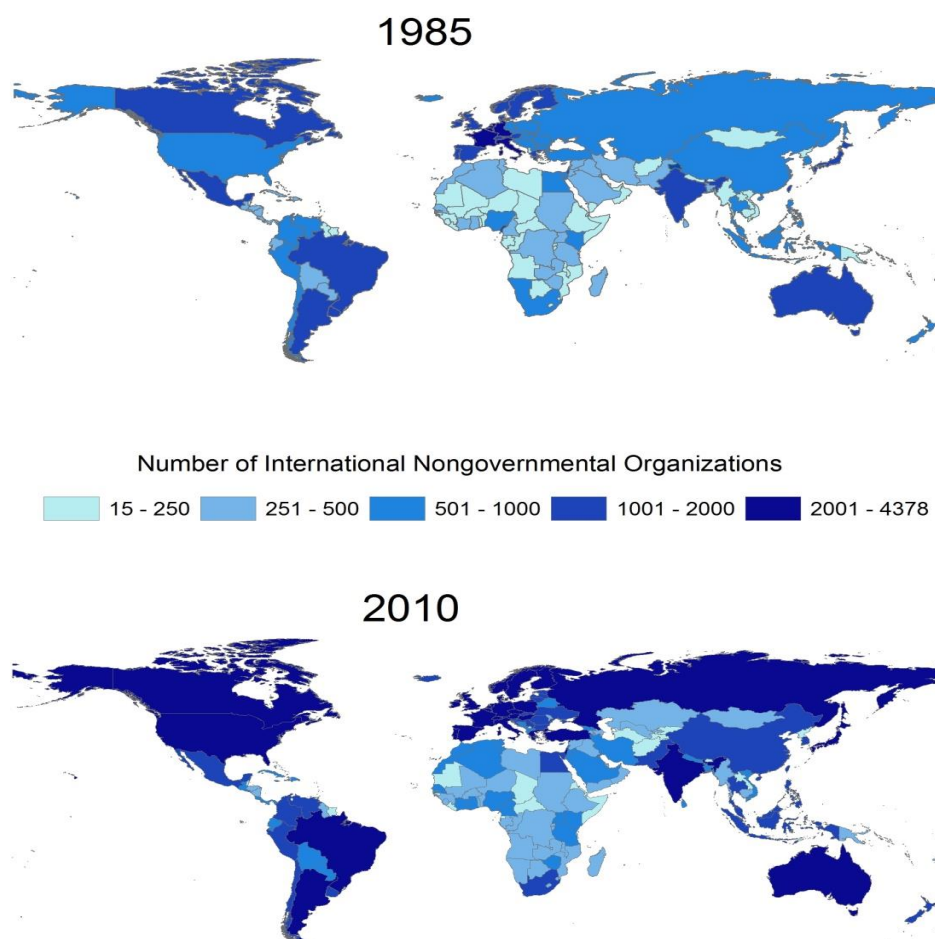 1985
Number of International Nongovernmental Organizations
15 - 250 251 - 500 501 - 1000 1001 - 2000 2001 - 4378
2010